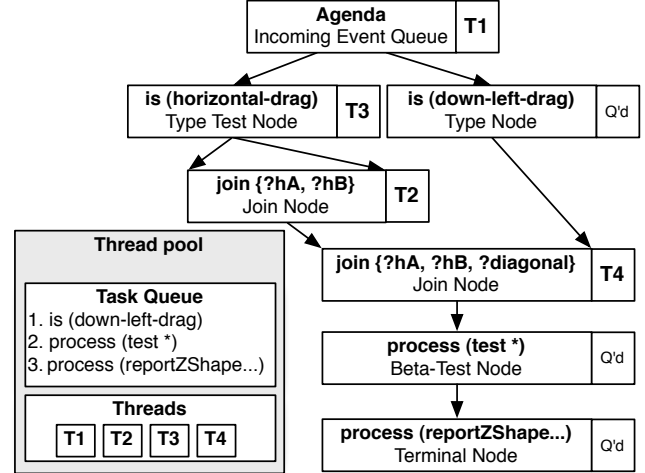 Agenda
Incoming Event Queue
T1
is (horizontal-drag)
Type Test Node
T3
is (down-left-drag)
Type Node
Q'd
join {?hA, ?hB}
Join Node
T2
join {?hA, ?hB, ?diagonal}
Join Node
T4
process (test *)
Beta-Test Node
Q'd
process (reportZShape...)
Terminal Node
Q'd
Thread pool
Task Queue
1. is (down-left-drag)
2. process (test *)
3. process (reportZShape...)
Threads
T1 T2 T3 T4